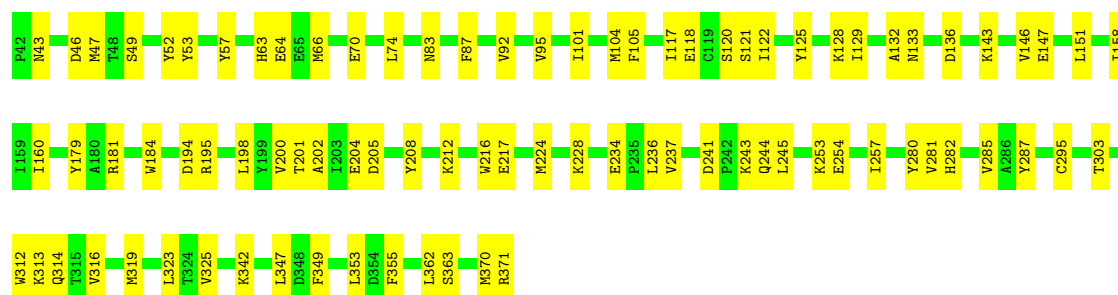 P42 N43 D46 M47 T48 S49 Y52 Y53 Y57 H63 E64 E65 M66 E70 L74 N83 F87 V92 V95 I101 M104 F105 I117 E118 C119 S120 S121 I122 Y125 K128 I129 A132 N133 D136 K143 V146 E147 L151 I158
I159 I160 Y179 A180 R181 W184 D194 R195 L198 Y199 V200 T201 A202 I203 E204 D205 Y208 K212 W216 E217 M224 K228 E234 P235 L236 V237 D241 P242 K243 Q244 L245 K253 E254 I257 Y280 V281 H282 V285 A286 Y287 C295 T303
W312 K313 Q314 T315 V316 M319 L323 T324 V325 K342 L347 D348 F349 L353 D354 F355 L362 S363 M370 R371